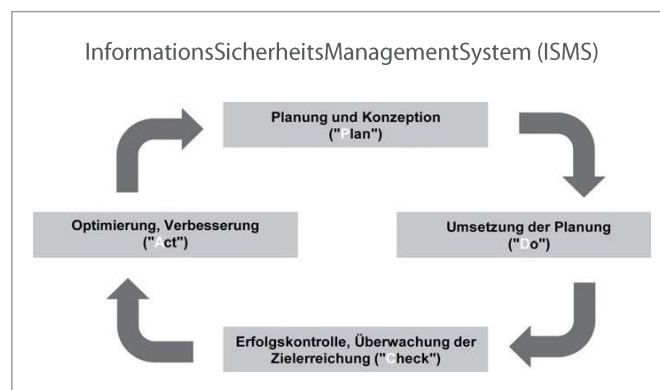 InformationsSicherheitsManagementSystem (ISMS)
Planung und Konzeption
("Plan")
Optimierung, Verbesserung
("Act")
Umsetzung der Planung
("Do")
Erfolgskontrolle, Überwachung der
Zielerreichung ("Check")